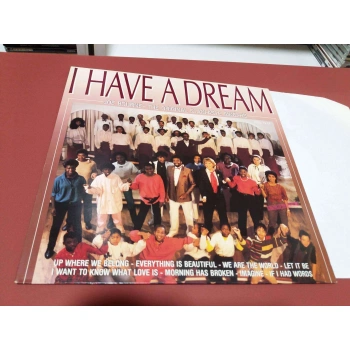 I HAVE A DREAM
UP WHERE WE BELONG - EVERYTHING IS BEAUTIFUL - WE ARE THE WORLD - LET IT BE
I WANT TO KNOW WHAT LOVE IS - MORNING HAS BROKEN - IMAGINE - IF I HAD WORDS